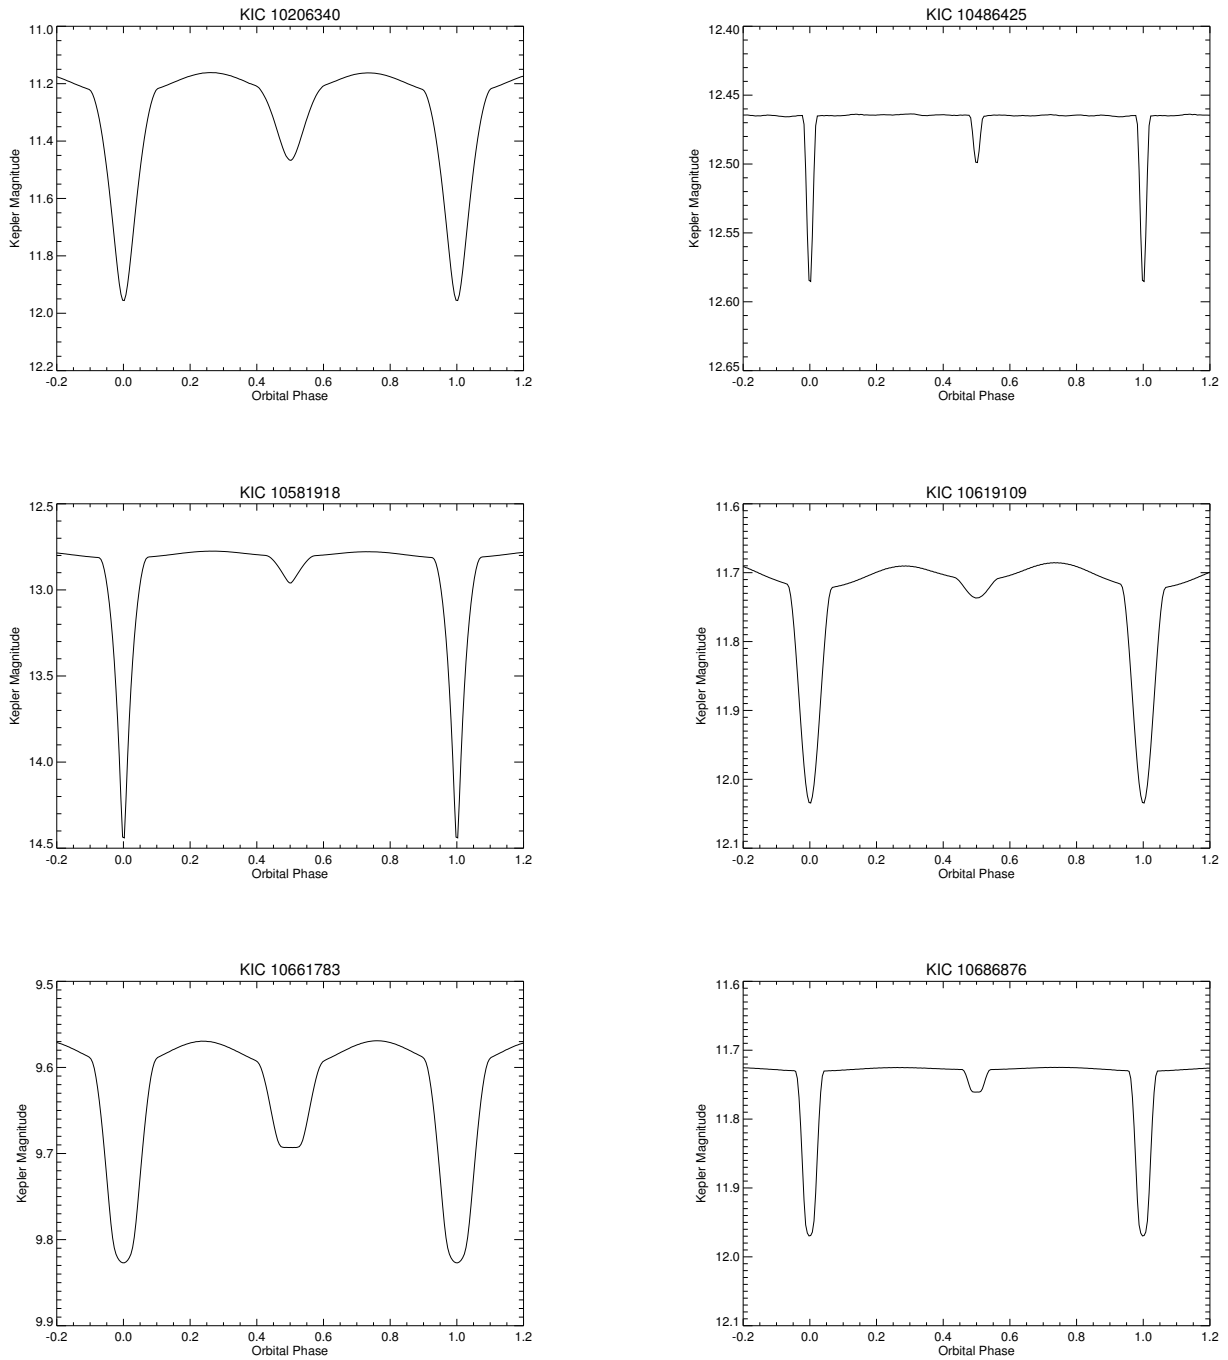 KIC 10206340
11.0
11.2
11.4
11.6
11.8
12.0
12.2
Kepler Magnitude
-0.2 0.0 0.2 0.4 0.6 0.8 1.0 1.2
Orbital Phase
KIC 10486425
12.40
12.45
12.50
12.55
12.60
12.65
Kepler Magnitude
-0.2 0.0 0.2 0.4 0.6 0.8 1.0 1.2
Orbital Phase
KIC 10581918
12.5
13.0
13.5
14.0
14.5
Kepler Magnitude
-0.2 0.0 0.2 0.4 0.6 0.8 1.0 1.2
Orbital Phase
KIC 10619109
11.6
11.7
11.8
11.9
12.0
12.1
Kepler Magnitude
-0.2 0.0 0.2 0.4 0.6 0.8 1.0 1.2
Orbital Phase
KIC 10661783
9.5
9.6
9.7
9.8
9.9
Kepler Magnitude
-0.2 0.0 0.2 0.4 0.6 0.8 1.0 1.2
Orbital Phase
KIC 10686876
11.6
11.7
11.8
11.9
12.0
12.1
Kepler Magnitude
-0.2 0.0 0.2 0.4 0.6 0.8 1.0 1.2
Orbital Phase